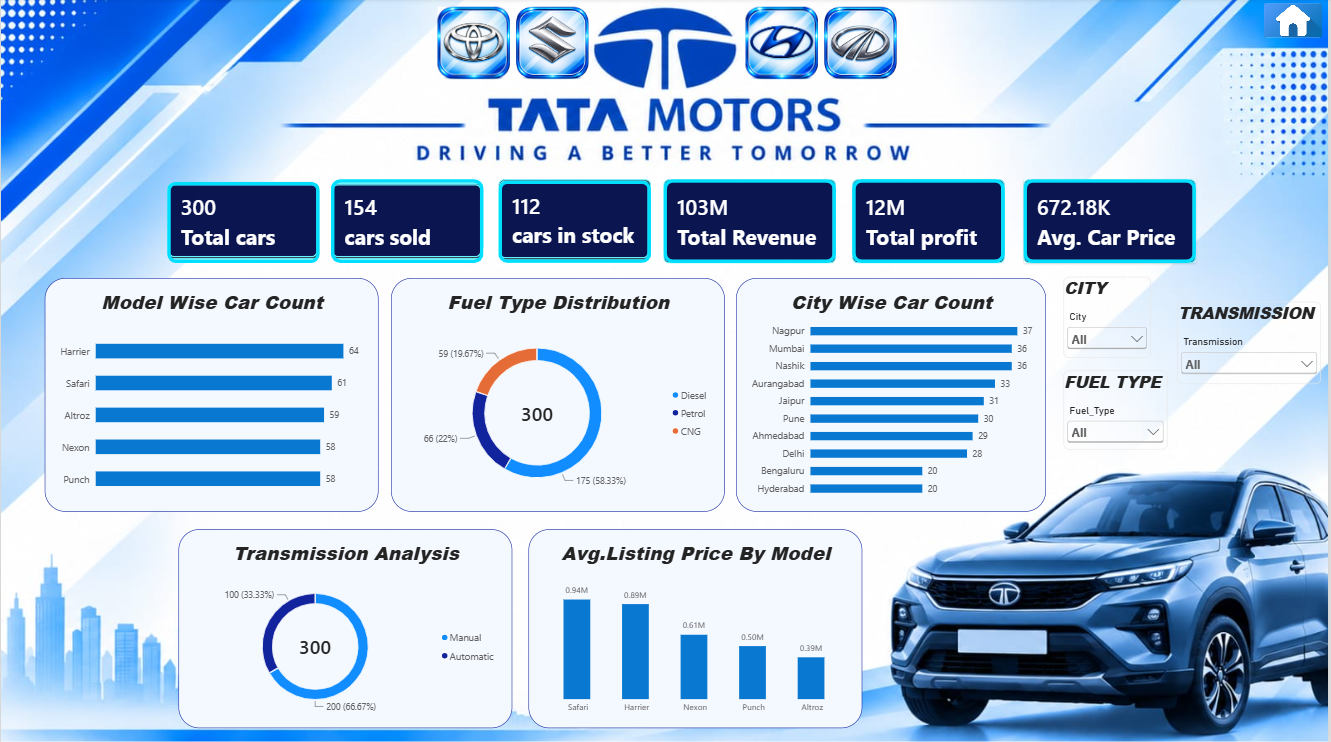 TATA MOTORS
DRIVING A BETTER TOMORROW
300
Total cars
154
cars sold
112
cars in stock
103M
Total Revenue
12M
Total profit
672.18K
Avg. Car Price
Model Wise Car Count
Harrier 64
Safari 61
Altroz 59
Nexon 58
Punch 58
Fuel Type Distribution
59 (19.67%)
300
66 (22%)
175 (58.33%)
Diesel
Petrol
CNG
City Wise Car Count
Nagpur 37
Mumbai 36
Nashik 36
Aurangabad 33
Jaipur 31
Pune 30
Ahmedabad 29
Delhi 28
Bengaluru 20
Hyderabad 20
CITY
City
All
TRANSMISSION
Transmission
All
FUEL TYPE
Fuel_Type
All
Transmission Analysis
100 (33.33%)
300
200 (66.67%)
Manual
Automatic
Avg.Listing Price By Model
0.94M
0.89M
0.61M
0.50M
0.39M
Safari Harrier Nexon Punch Altroz